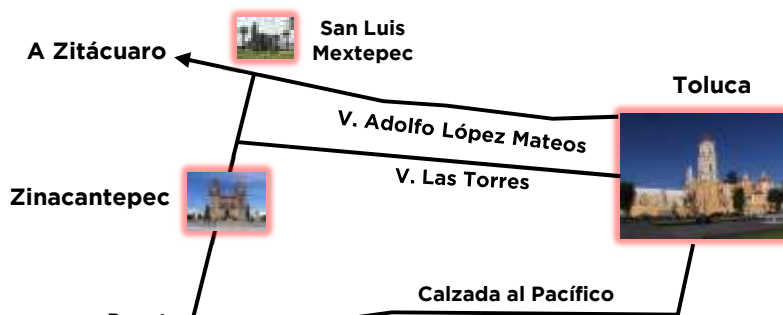 San Luis
Mextepec
A Zitácuaro
Toluca
V. Adolfo López Mateos
V. Las Torres
Zinacantepec
Calzada al Pacífico